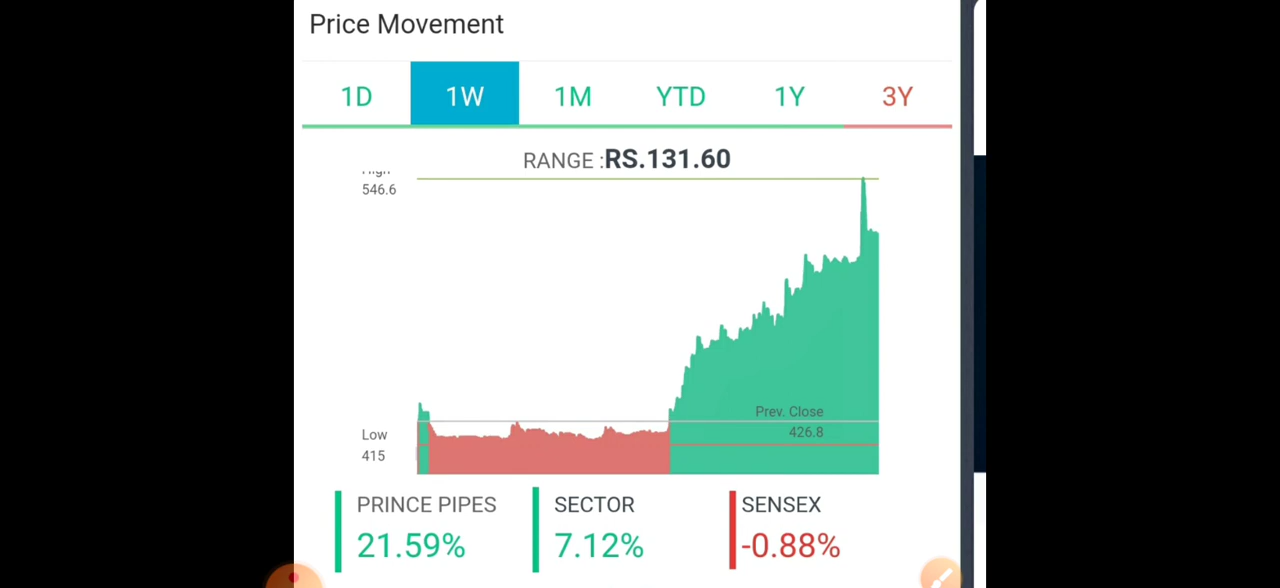 Price Movement
1D 1W 1M YTD 1Y 3Y
RANGE :RS.131.60
High
546.6
Prev. Close
426.8
Low
415
PRINCE PIPES SECTOR SENSEX
21.59% 7.12% -0.88%